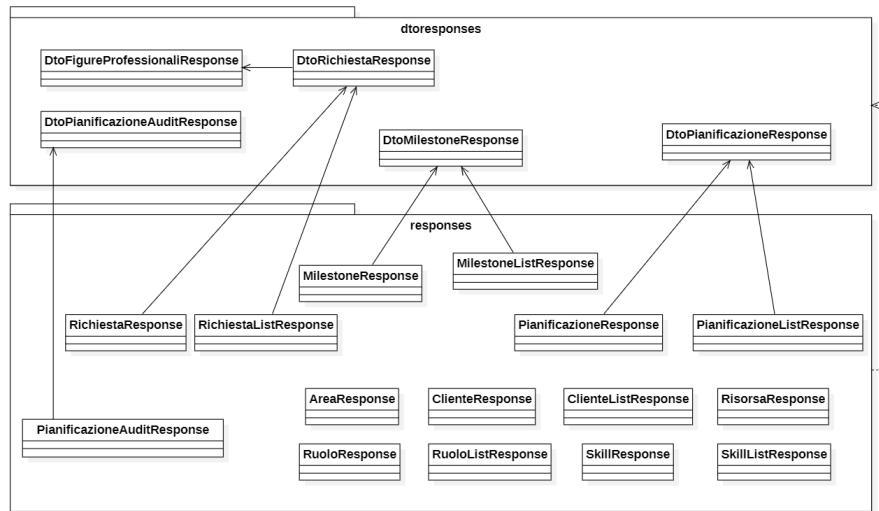 dtoresponses
DtoFigureProfessionaliResponse
DtoRichiestaResponse
DtoPianificazioneAuditResponse
DtoMilestoneResponse
DtoPianificazioneResponse
responses
MilestoneResponse
MilestoneListResponse
RichiestaResponse
RichiestaListResponse
PianificazioneResponse
PianificazioneListResponse
AreaResponse
ClienteResponse
ClienteListResponse
RisorsaResponse
PianificazioneAuditResponse
RuoloResponse
RuoloListResponse
SkillResponse
SkillListResponse